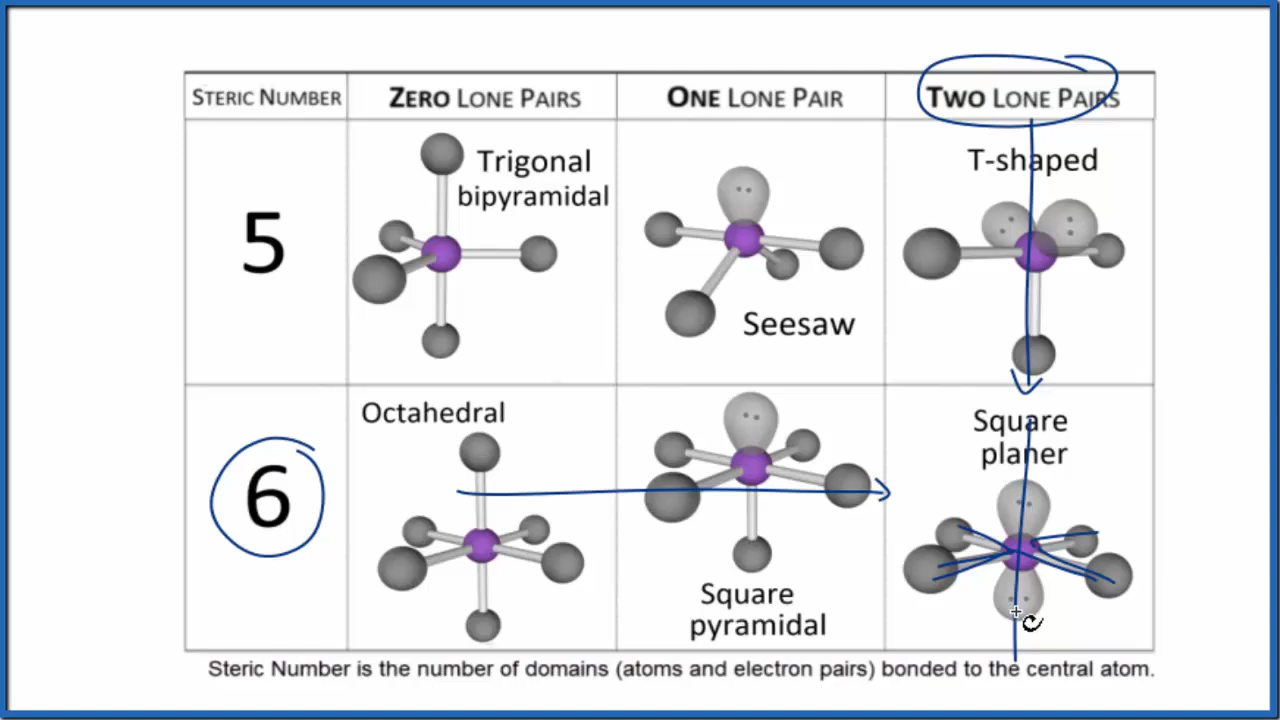 STERIC NUMBER
ZERO LONE PAIRS
ONE LONE PAIR
TWO LONE PAIRS
5
Trigonal
bipyramidal
Seesaw
T-shaped
6
Octahedral
Square
pyramidal
Square
planer
Steric Number is the number of domains (atoms and electron pairs) bonded to the central atom.